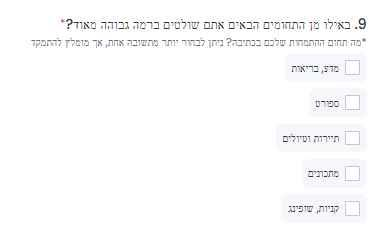 9. באילו מן התחומים הבאים אתם שולטים ברמה גבוהה מאוד?*
*מה תחום ההתמחות שלכם בכתיבה? ניתן לבחור יותר מתשובה אחת, אך מומלץ להתמקד
מדע, בריאות
ספורט
תיירות וטיולים
מתכונים
קניות, שופינג